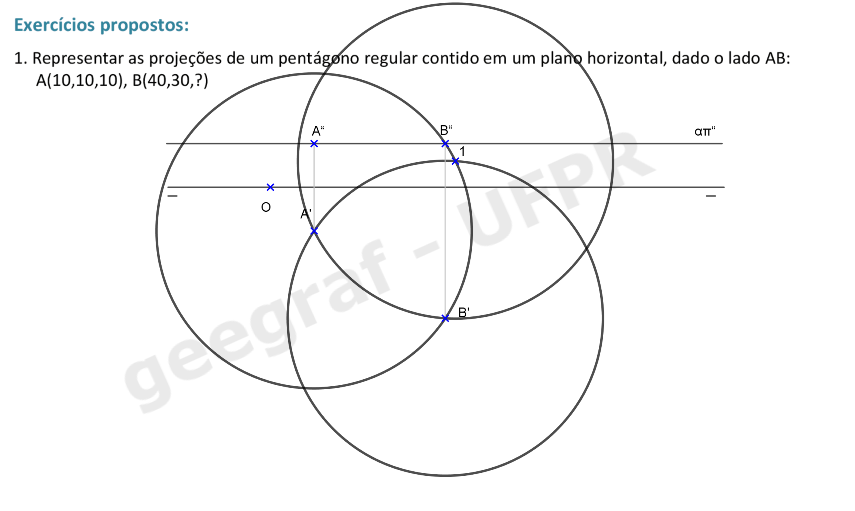 Exercícios propostos:
1. Representar as projeções de um pentágono regular contido em um plano horizontal, dado o lado AB:
A(10,10,10), B(40,30,?)
A" B" απ"
1
O A'
B'
geegraf - UFPR